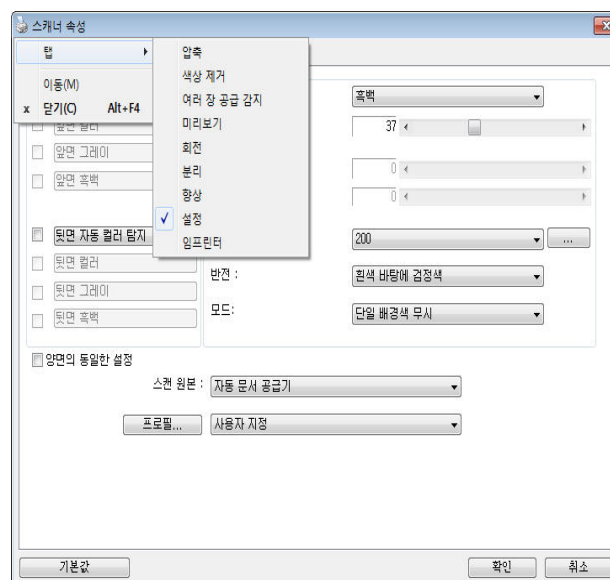 스캐너 속성
탭
압축
색상 제거
여러 장 공급 감지
미리보기
회전
분리
향상
설정
임프린터
이동(M)
x 닫기(C) Alt+F4
앞면 컬러
앞면 그레이
앞면 흑백
뒷면 자동 컬러 탐지
뒷면 컬러
뒷면 그레이
뒷면 흑백
흑백
37
0
0
200
...
반전 :
흰색 바탕에 검정색
모드:
단일 배경색 무시
양면의 동일한 설정
스캔 원본 :
자동 문서 공급기
프로필...
사용자 지정
기본값
확인
취소